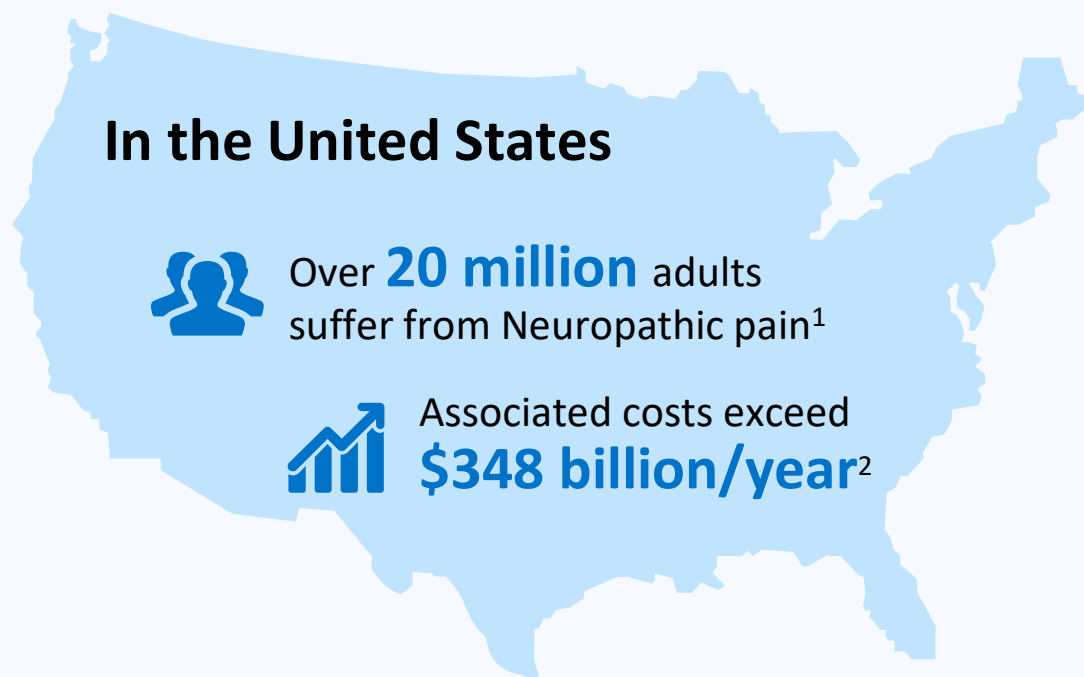 In the United States
Over 20 million adults
suffer from Neuropathic pain¹
Associated costs exceed
$348 billion/year²